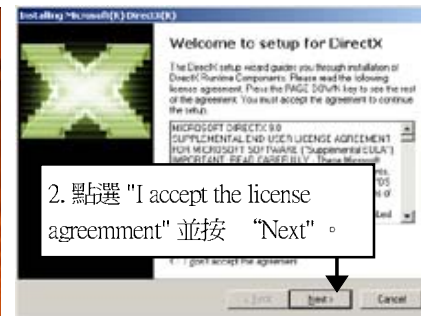 Installing Microsoft(R) DirectX(R)
Welcome to setup for DirectX
The DirectX setup wizard guides you through installation of
DirectX Runtime Components. Please read the following
license agreement. Press the PAGE DOWN key to see the rest
of the agreement. You must accept the agreement to continue
the setup.
MICROSOFT DIRECTX 9.0
SUPPLEMENTAL END USER LICENSE AGREEMENT
FOR MICROSOFT SOFTWARE ("Supplemental EULA")
IMPORTANT: READ CAREFULLY - These Microsoft
2. 點選 "I accept the license
agreemment" 並按 “Next" 。
I don't accept the agreement
< Back Next > Cancel